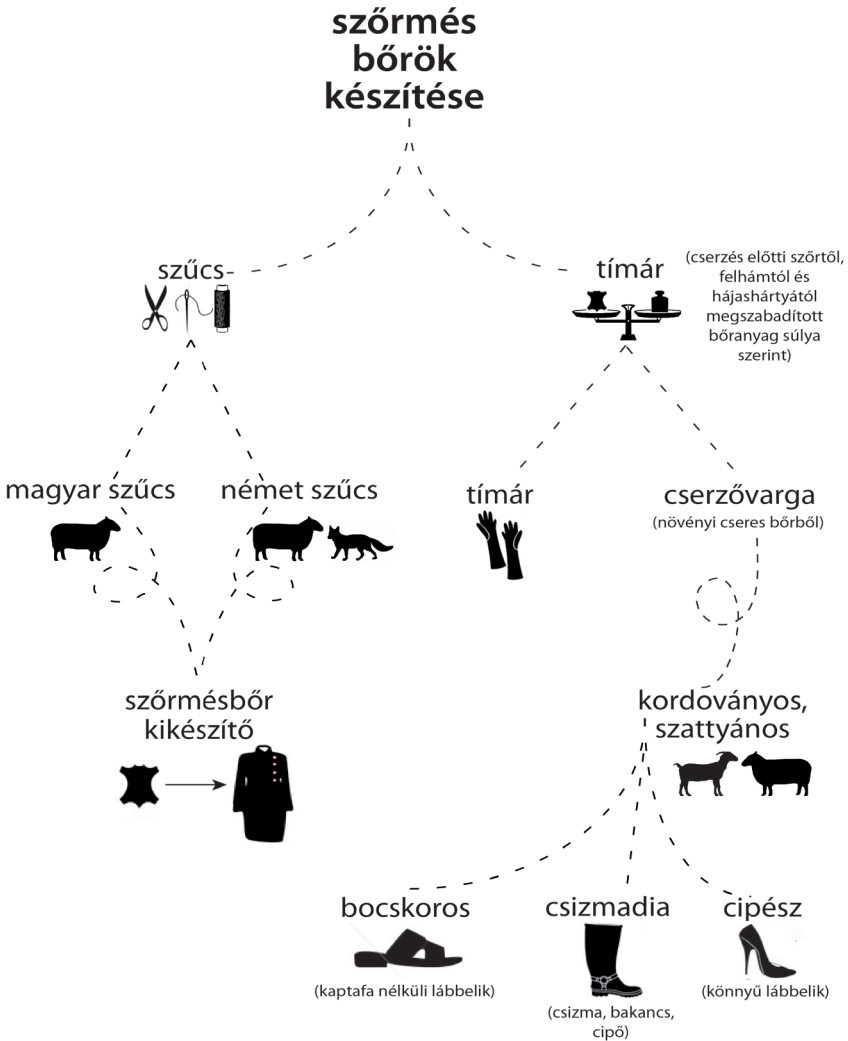 szőrmés
bőrök
készítése
szűcs
tímár
(cserzés előtti szőrtől,
felhámtól és
hájashártyától
megszabadított
bőranyag súlya
szerint)
magyar szűcs
német szűcs
tímár
cserzővarga
(növényi cseres bőrből)
szőrmésbőr
kikészítő
kordoványos,
szattyános
bocskoros
(kaptafa nélküli lábbelik)
csizmadia
(csizma, bakancs,
cipő)
cipész
(könnyű lábbelik)